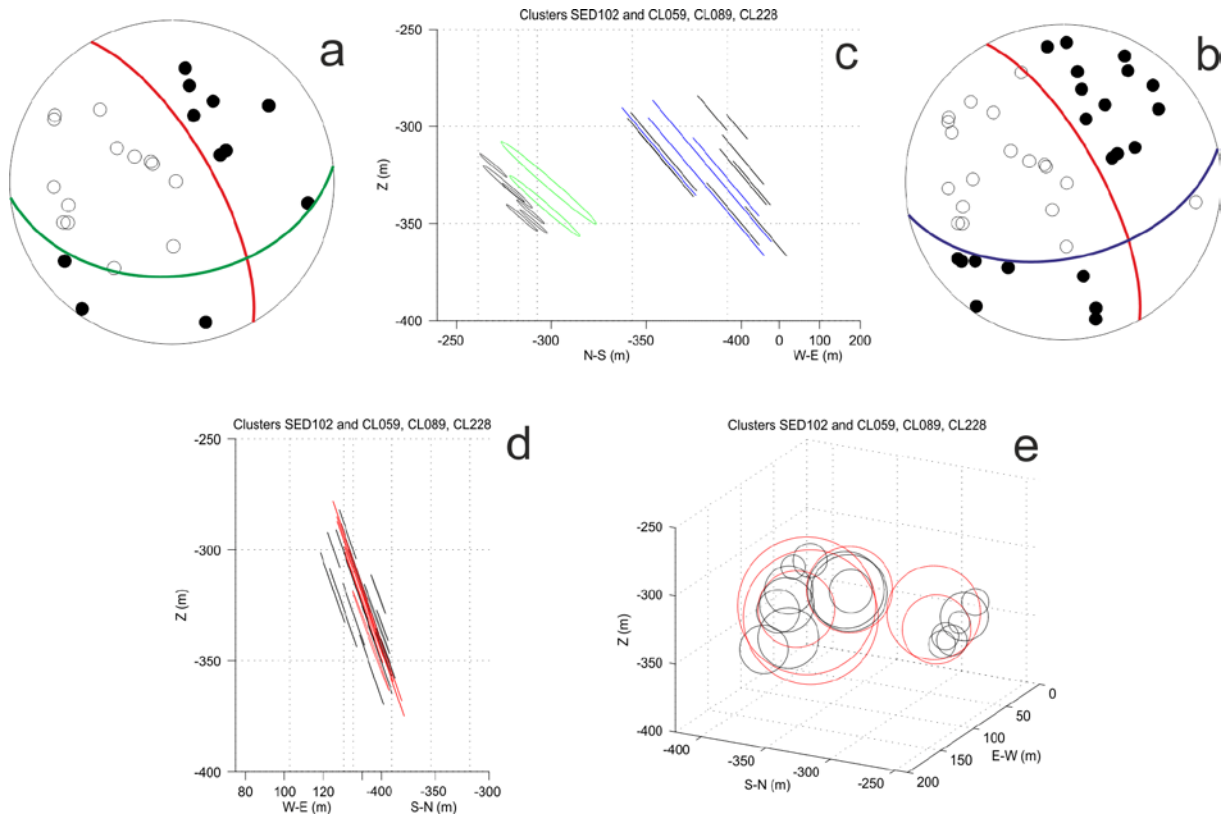 a
Clusters SED102 and CL059, CL089, CL228
c
b
-250
-300
-350
-400
Z (m)
-250 -300 -350 -400 0 100 200
N-S (m) W-E (m)
Clusters SED102 and CL059, CL089, CL228
d
-250
-300
-350
-400
Z (m)
80 100 120 -400 -350 -300
W-E (m) S-N (m)
Clusters SED102 and CL059, CL089, CL228
e
-250
-300
-350
-400
Z (m)
-400 -350 -300 -250
S-N (m)
200 150 100 50 0
E-W (m)